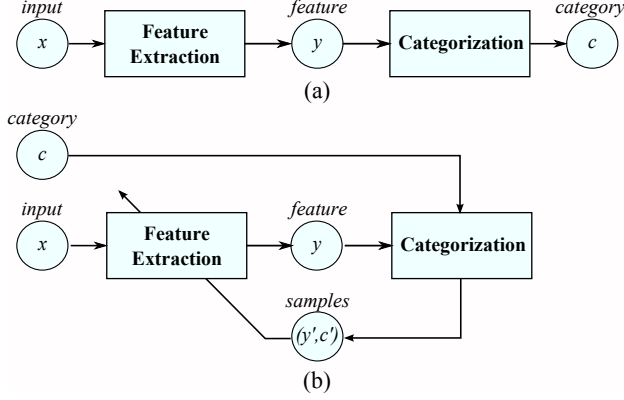 input
feature
category
x
Feature
Extraction
y
Categorization
c
(a)
category
c
input
feature
x
Feature
Extraction
y
Categorization
samples
(y',c')
(b)